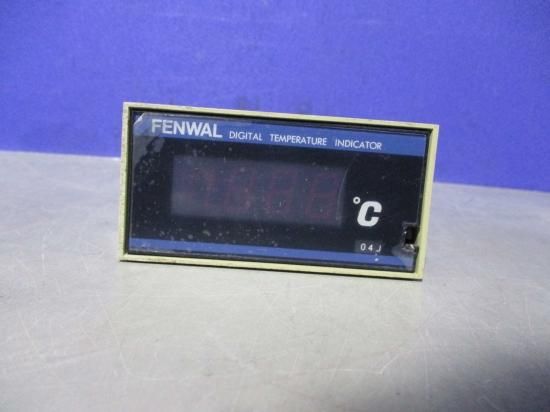 FENWAL DIGITAL TEMPERATURE INDICATOR
°C
04J